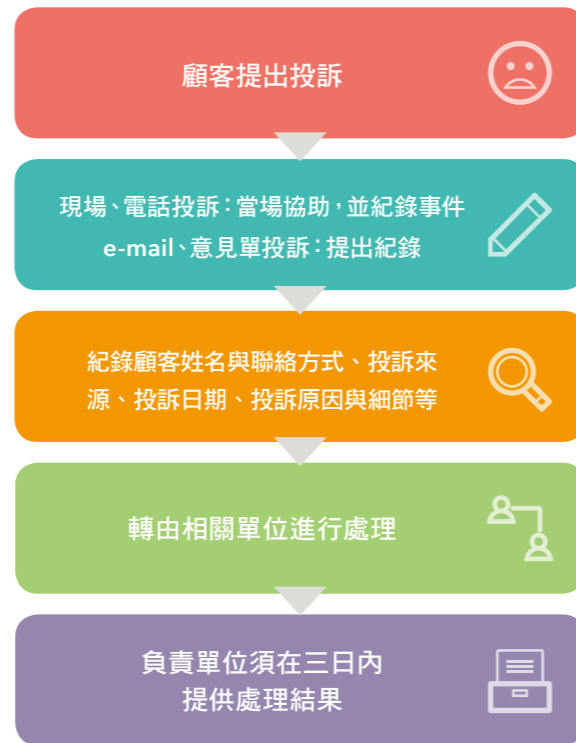 顧客提出投訴
現場、電話投訴：當場協助，並紀錄事件
e-mail、意見單投訴：提出紀錄
紀錄顧客姓名與聯絡方式、投訴來
源、投訴日期、投訴原因與細節等
轉由相關單位進行處理
負責單位須在三日內
提供處理結果